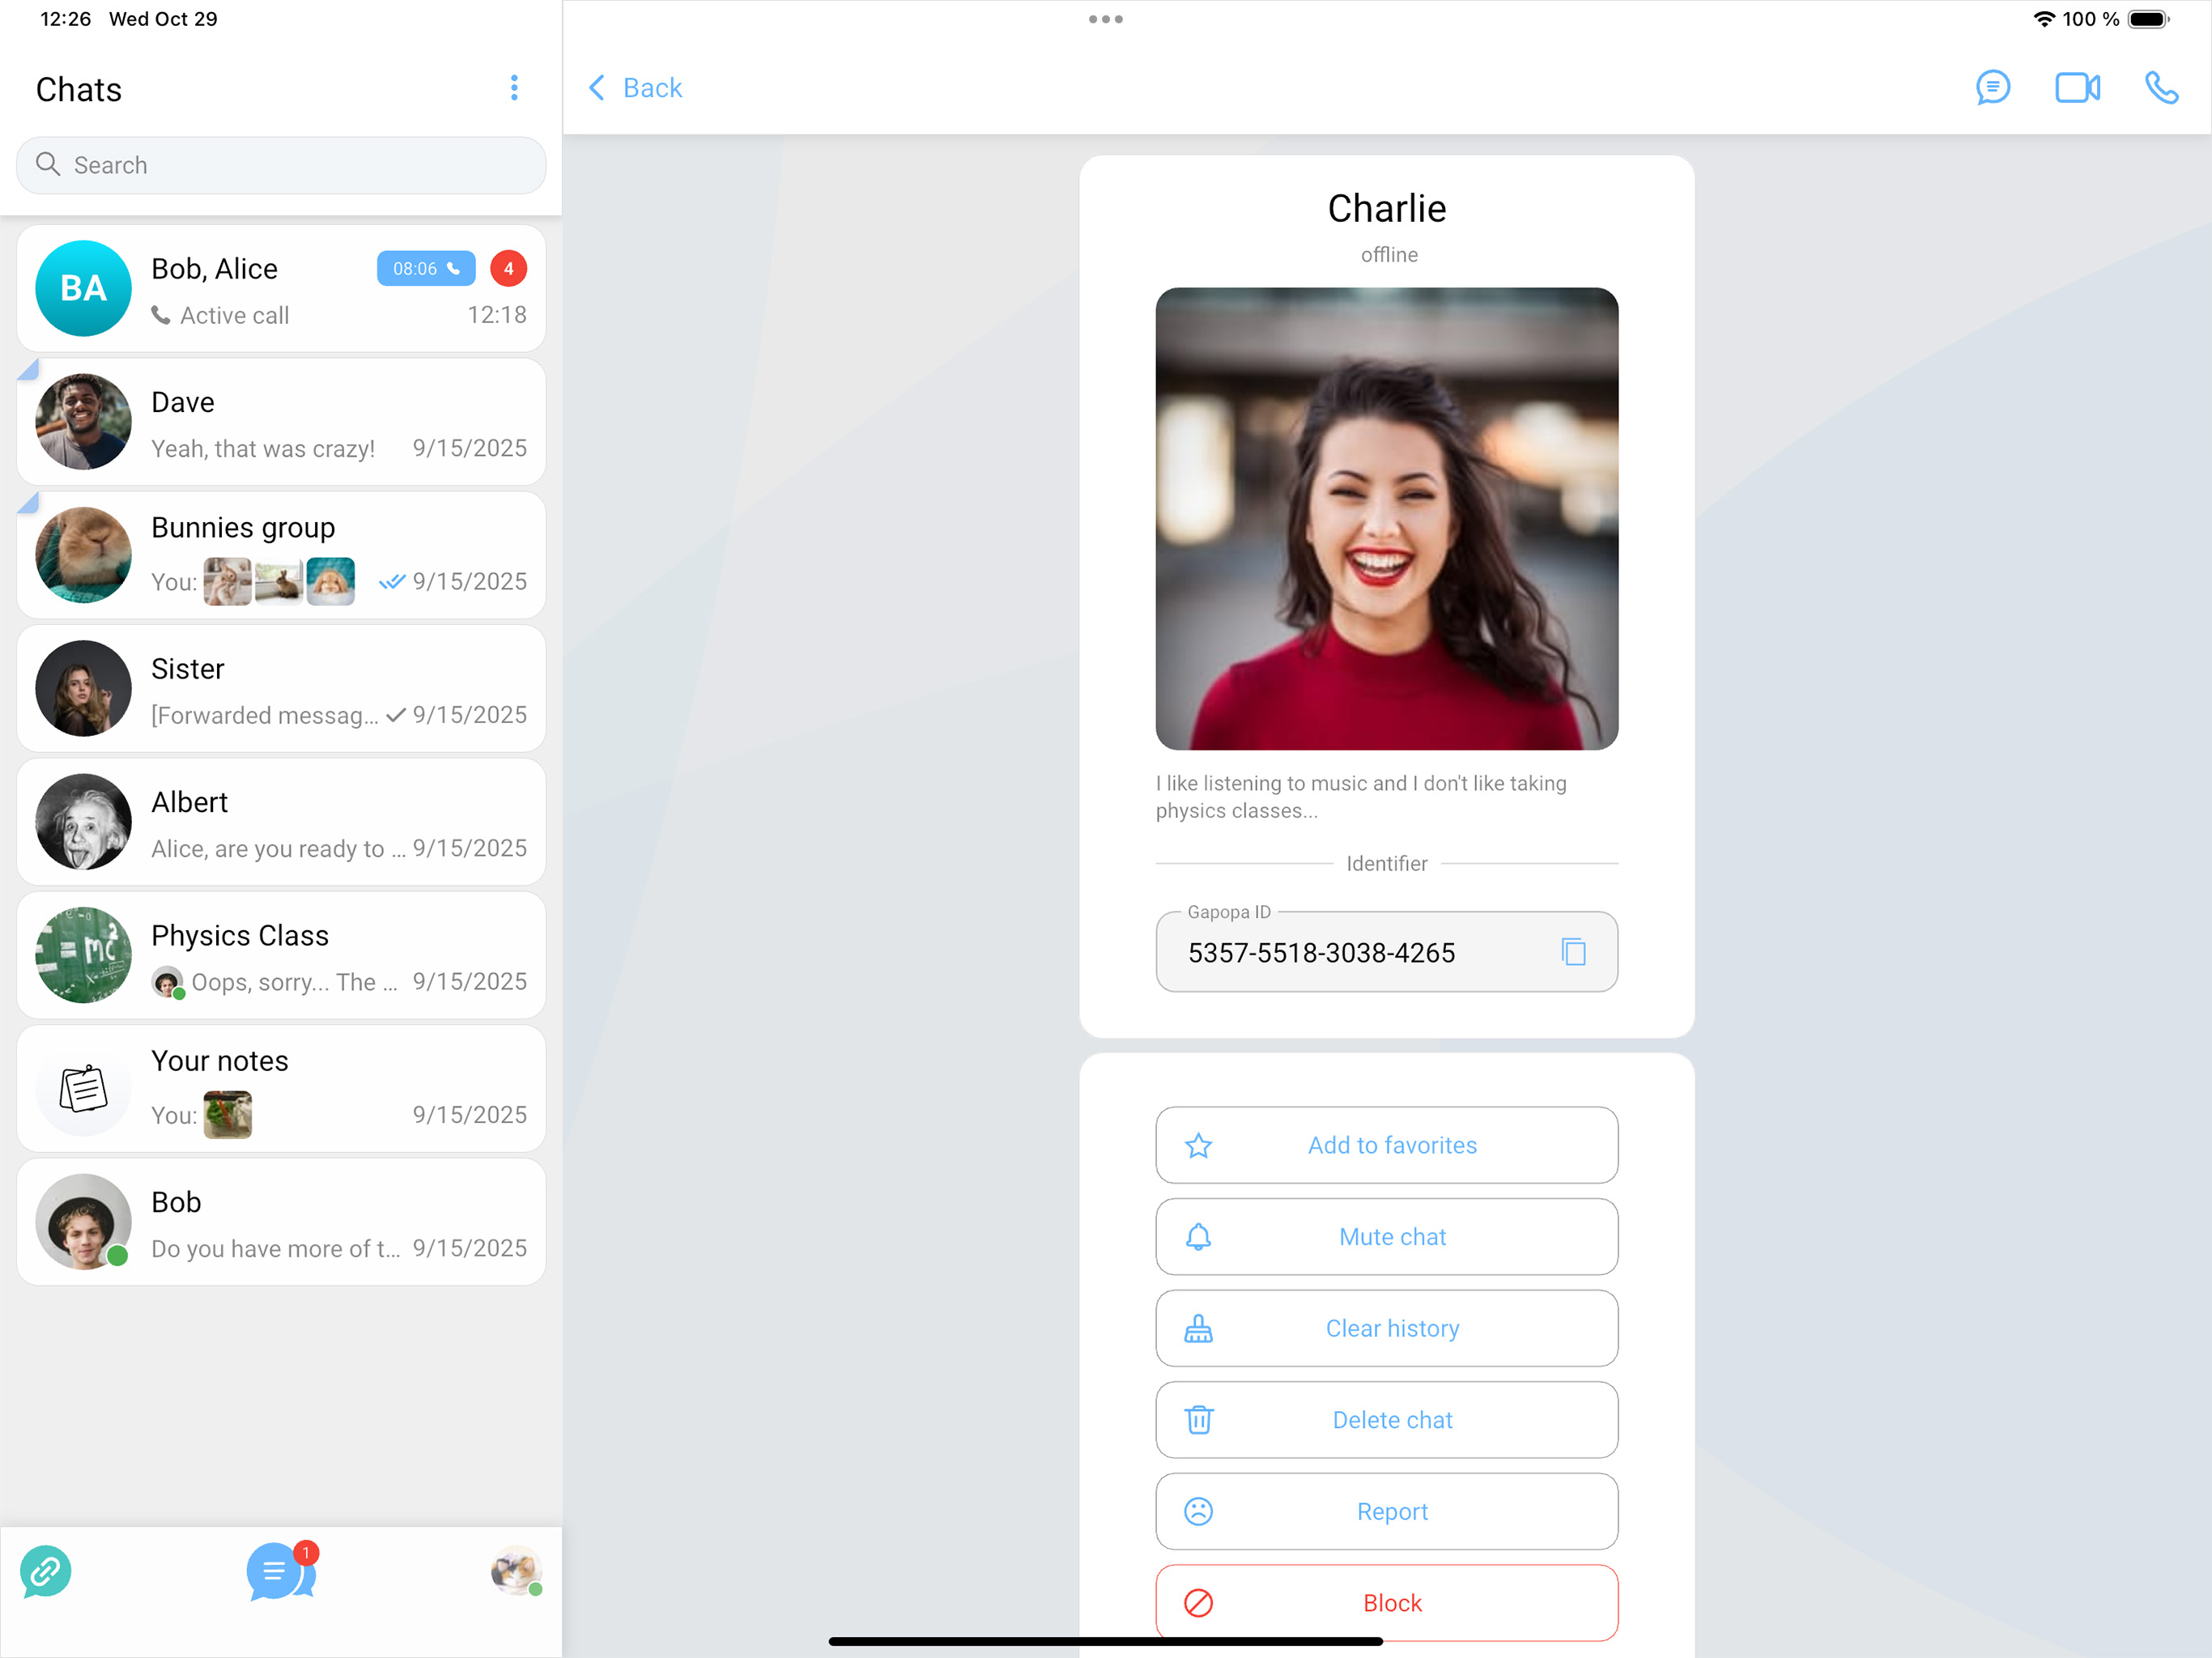 12:26 Wed Oct 29
100 %
Chats
Search
BA
Bob, Alice
08:06
4
Active call
12:18
Dave
Yeah, that was crazy!
9/15/2025
Bunnies group
You:
9/15/2025
Sister
[Forwarded messag...
9/15/2025
Albert
Alice, are you ready to ...
9/15/2025
Physics Class
Oops, sorry... The ...
9/15/2025
Your notes
You:
9/15/2025
Bob
Do you have more of t...
9/15/2025
1
Back
Charlie
offline
I like listening to music and I don't like taking
physics classes...
Identifier
Gapopa ID
5357-5518-3038-4265
Add to favorites
Mute chat
Clear history
Delete chat
Report
Block